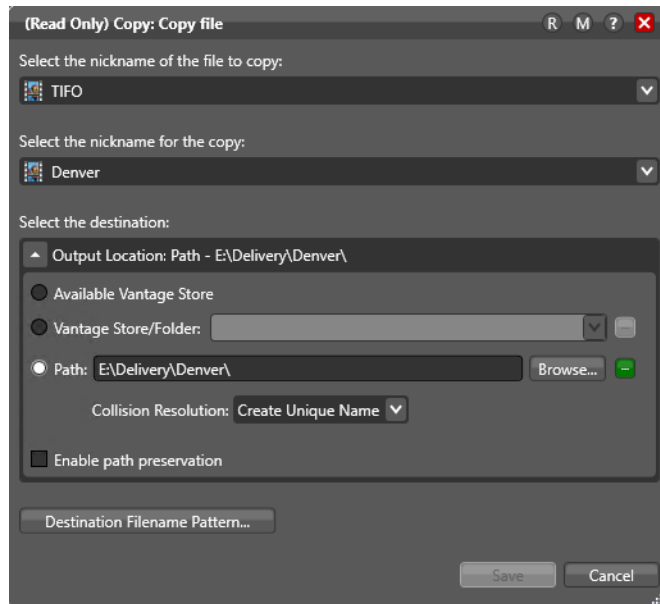 (Read Only) Copy: Copy file R M ?
Select the nickname of the file to copy:
TIFO
Select the nickname for the copy:
Denver
Select the destination:
Output Location: Path - E:\Delivery\Denver\
Available Vantage Store
Vantage Store/Folder:
Path: E:\Delivery\Denver\ Browse...
Collision Resolution: Create Unique Name
Enable path preservation
Destination Filename Pattern...
Save Cancel